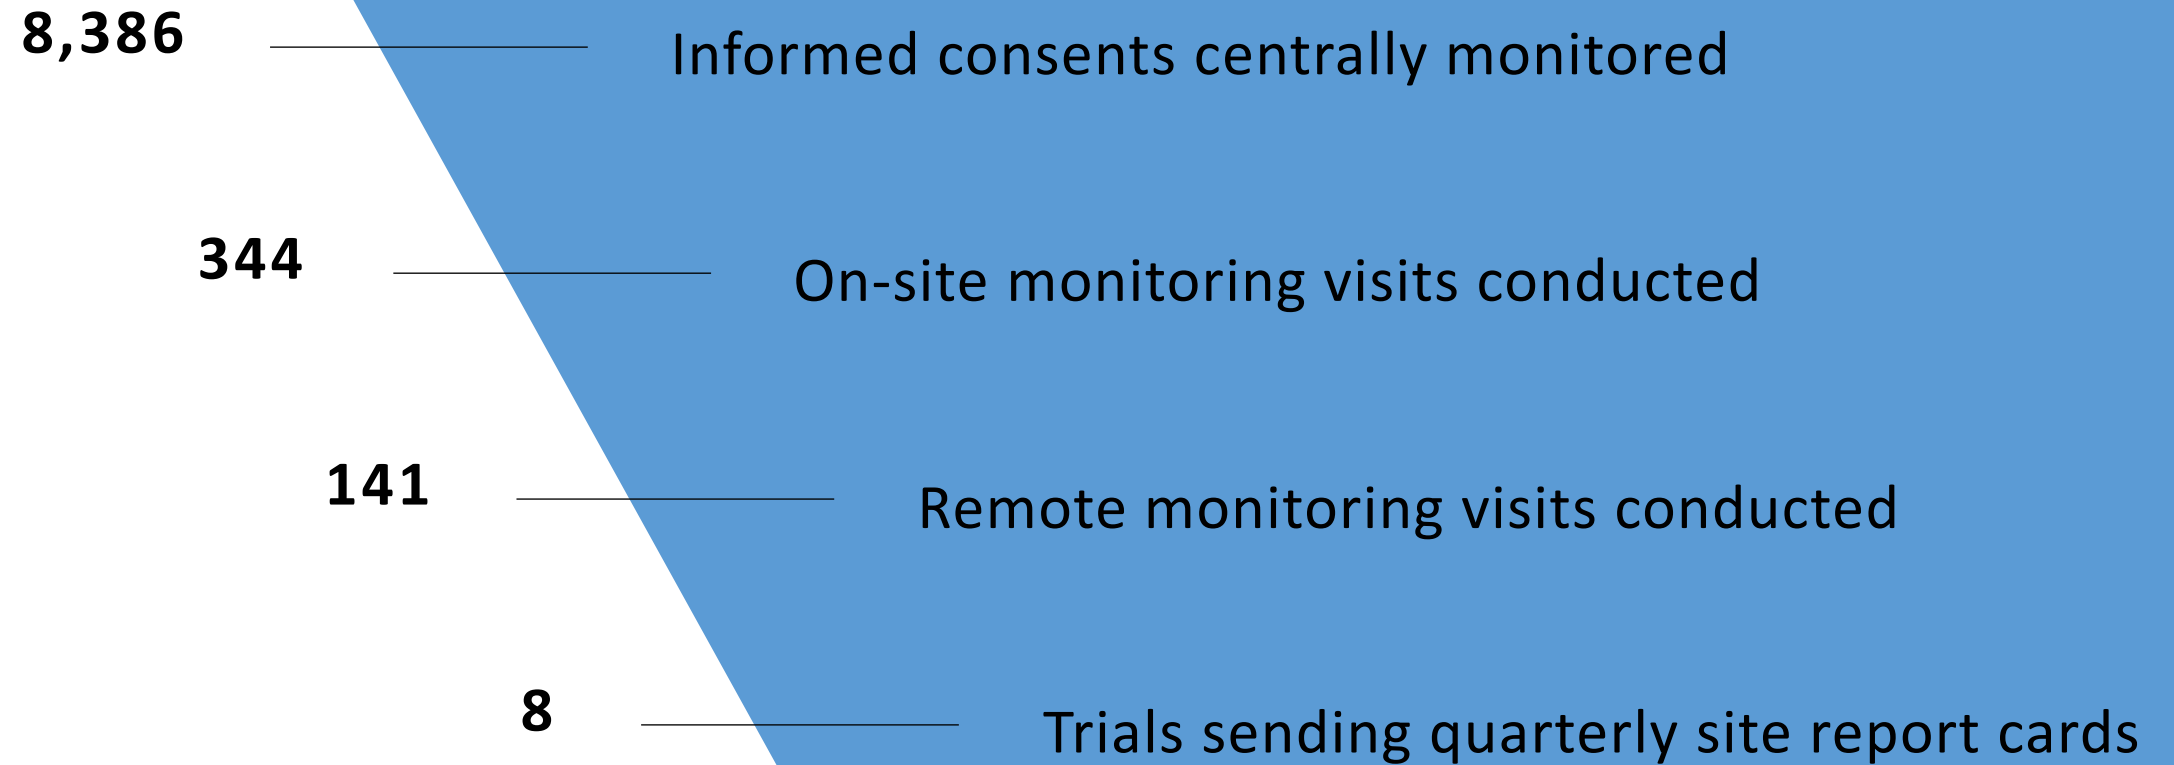 8,386 Informed consents centrally monitored
344 On-site monitoring visits conducted
141 Remote monitoring visits conducted
8 Trials sending quarterly site report cards